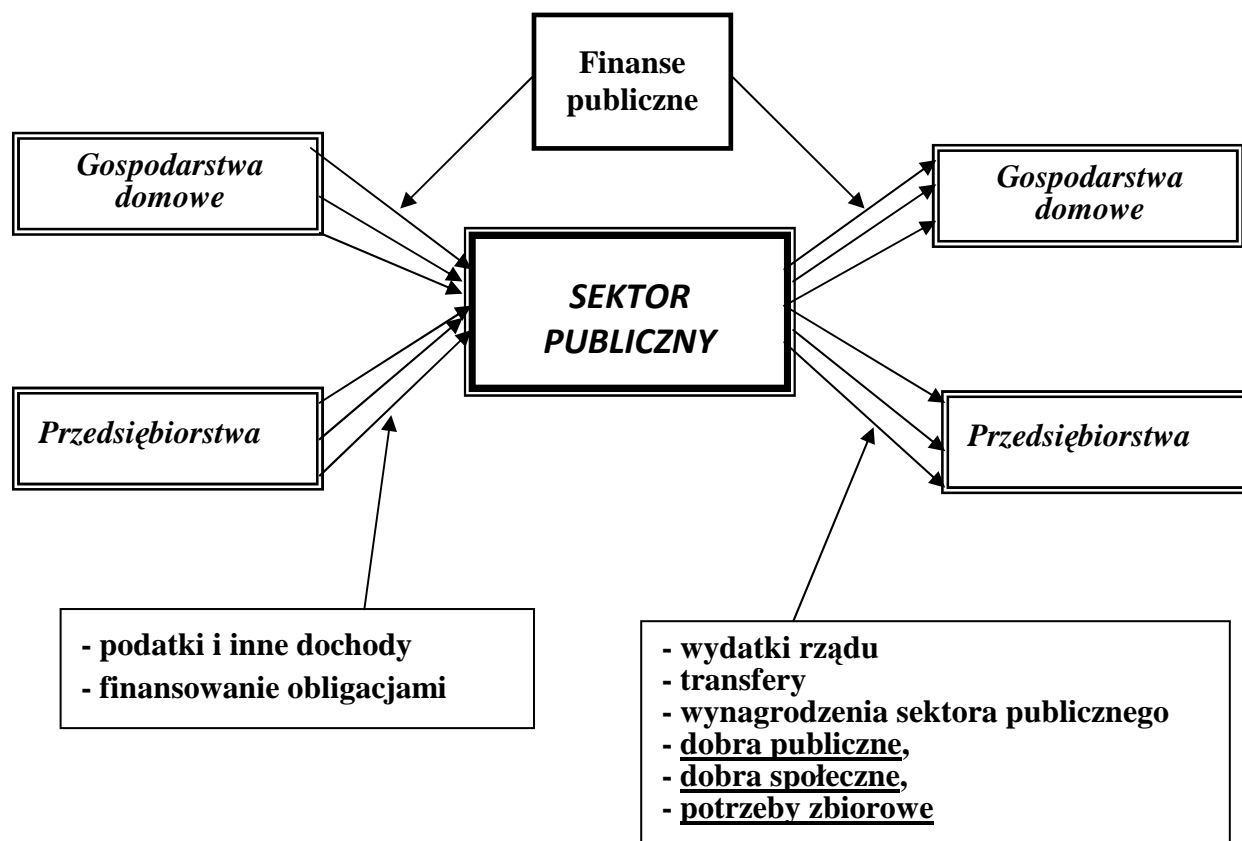 Finanse
publiczne
Gospodarstwa
domowe
Gospodarstwa
domowe
SEKTOR
PUBLICZNY
Przedsiębiorstwa
Przedsiębiorstwa
- podatki i inne dochody
- finansowanie obligacjami
- wydatki rządu
- transfery
- wynagrodzenia sektora publicznego
- dobra publiczne,
- dobra społeczne,
- potrzeby zbiorowe